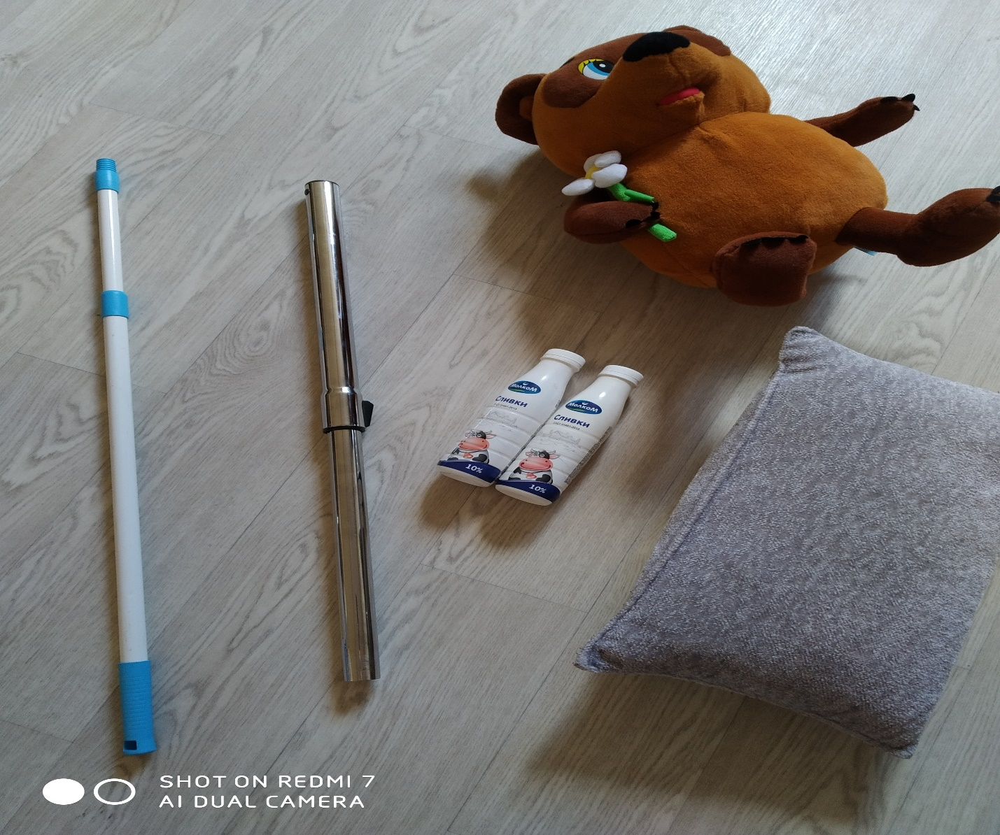 Молком
Сливки
10%
Молком
Сливки
10%
SHOT ON REDMI 7
AI DUAL CAMERA